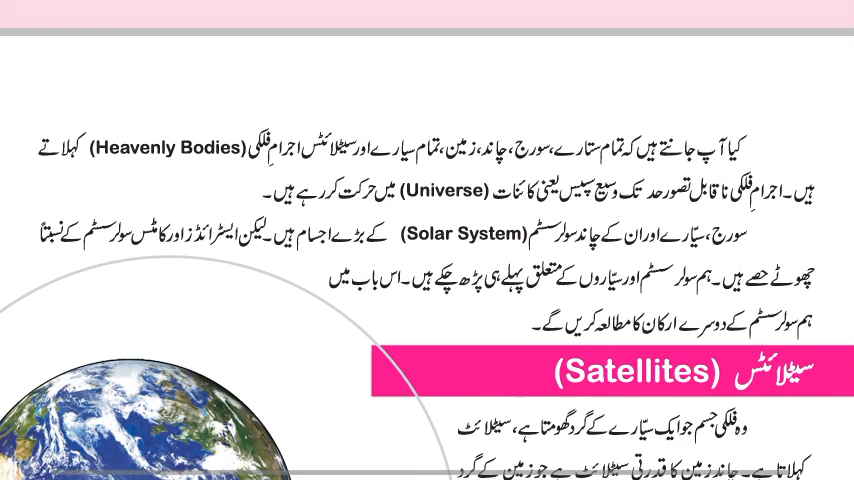 کیا آپ جانتے ہیں کہ تمام ستارے، سورج، چاند، زمین، تمام سیارے اور سیٹلائٹس اجرامِ فلکی (Heavenly Bodies) کہلاتے
ہیں۔ اجرامِ فلکی ناقابل تصور حد تک وسیع سپیس یعنی کائنات (Universe) میں حرکت کر رہے ہیں۔
سورج، سیّارے اور ان کے چاند سولر سسٹم (Solar System) کے بڑے اجسام ہیں۔ لیکن ایسٹرائڈز اور کامٹس سولر سسٹم کے نسبتاً
چھوٹے حصے ہیں۔ ہم سولر سسٹم اور سیّاروں کے متعلق پہلے ہی پڑھ چکے ہیں۔ اس باب میں
ہم سولر سسٹم کے دوسرے ارکان کا مطالعہ کریں گے۔
سیٹلائٹس (Satellites)
وہ فلکی جسم جو ایک سیّارے کے گرد گھومتا ہے، سیٹلائٹ
کہلاتا ہے۔ چاند زمین کا قدرتی سیٹلائٹ ہے جو زمین کے گرد